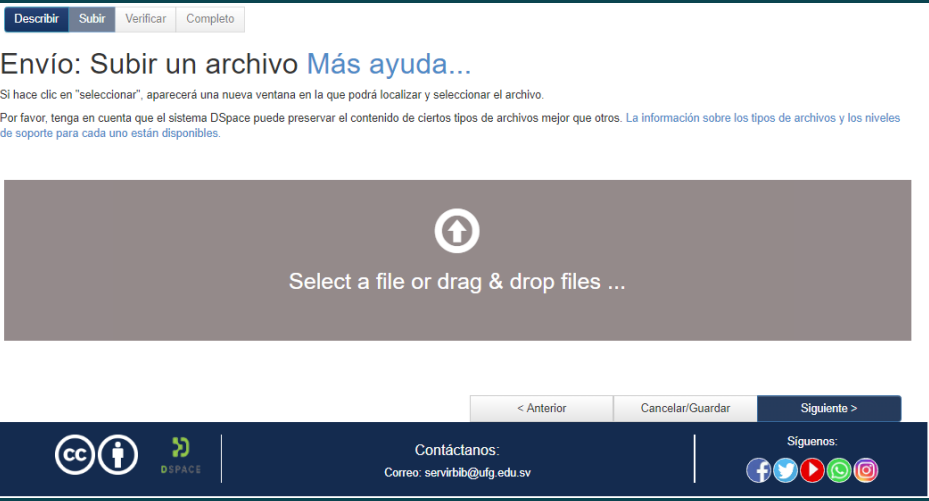 Describir Subir Verificar Completo
Envío: Subir un archivo Más ayuda...
Si hace clic en "seleccionar", aparecerá una nueva ventana en la que podrá localizar y seleccionar el archivo.
Por favor, tenga en cuenta que el sistema DSpace puede preservar el contenido de ciertos tipos de archivos mejor que otros. La información sobre los tipos de archivos y los niveles
de soporte para cada uno están disponibles.
Select a file or drag & drop files ...
< Anterior Cancelar/Guardar Siguiente >
cc
DSPACE
Contáctanos:
Correo: servirbib@ufg.edu.sv
Síguenos: